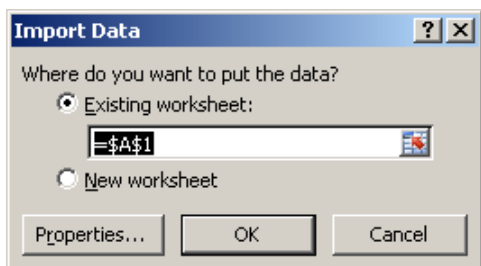 Import Data ? X
Where do you want to put the data?
Existing worksheet:
=$A$1
New worksheet
Properties... OK Cancel